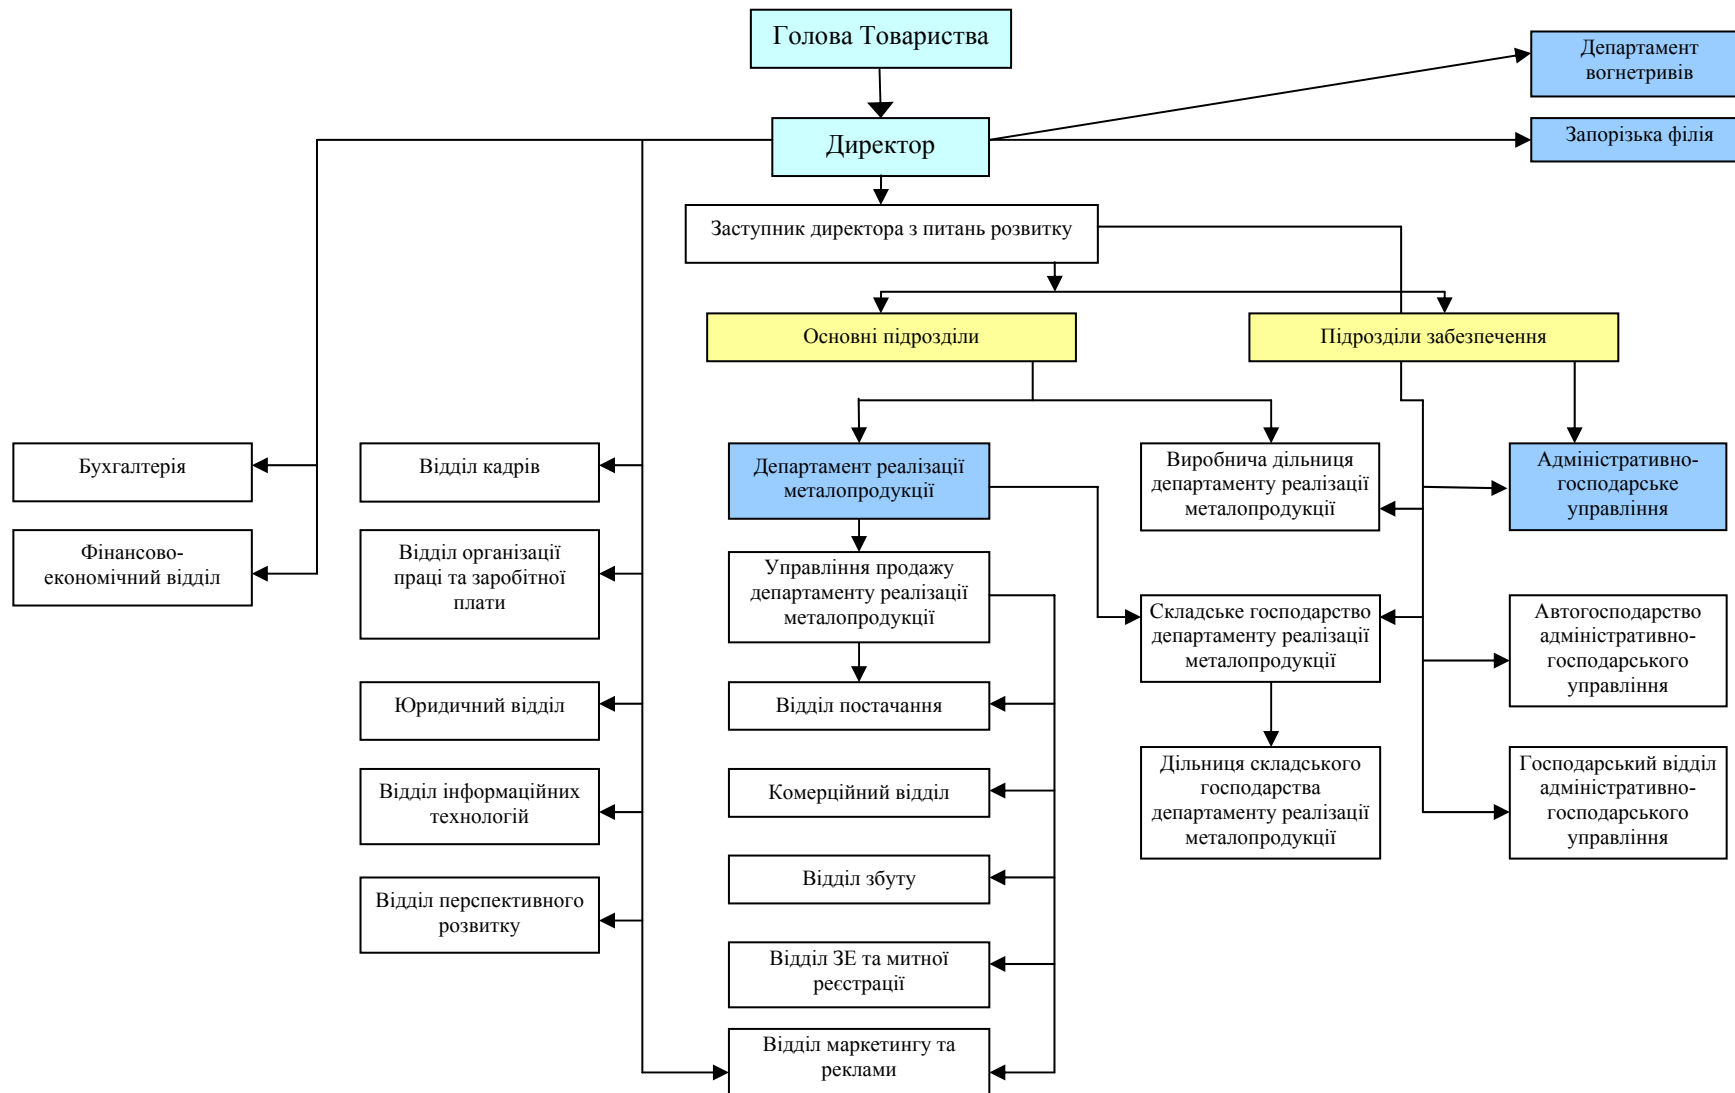 Голова Товариства
Департамент
вогнетривів
Директор
Запорізька філія
Заступник директора з питань розвитку
Основні підрозділи
Підрозділи забезпечення
Бухгалтерія
Відділ кадрів
Департамент реалізації
металопродукції
Виробнича дільниця
департаменту реалізації
металопродукції
Адміністративно-
господарське
управління
Фінансово-
економічний відділ
Відділ організації
праці та заробітної
плати
Управління продажу
департаменту реалізації
металопродукції
Складське господарство
департаменту реалізації
металопродукції
Автогосподарство
адміністративно-
господарського
управління
Юридичний відділ
Відділ постачання
Відділ інформаційних
технологій
Комерційний відділ
Дільниця складського
господарства
департаменту реалізації
металопродукції
Господарський відділ
адміністративно-
господарського
управління
Відділ перспективного
розвитку
Відділ збуту
Відділ ЗЕ та митної
реєстрації
Відділ маркетингу та
реклами